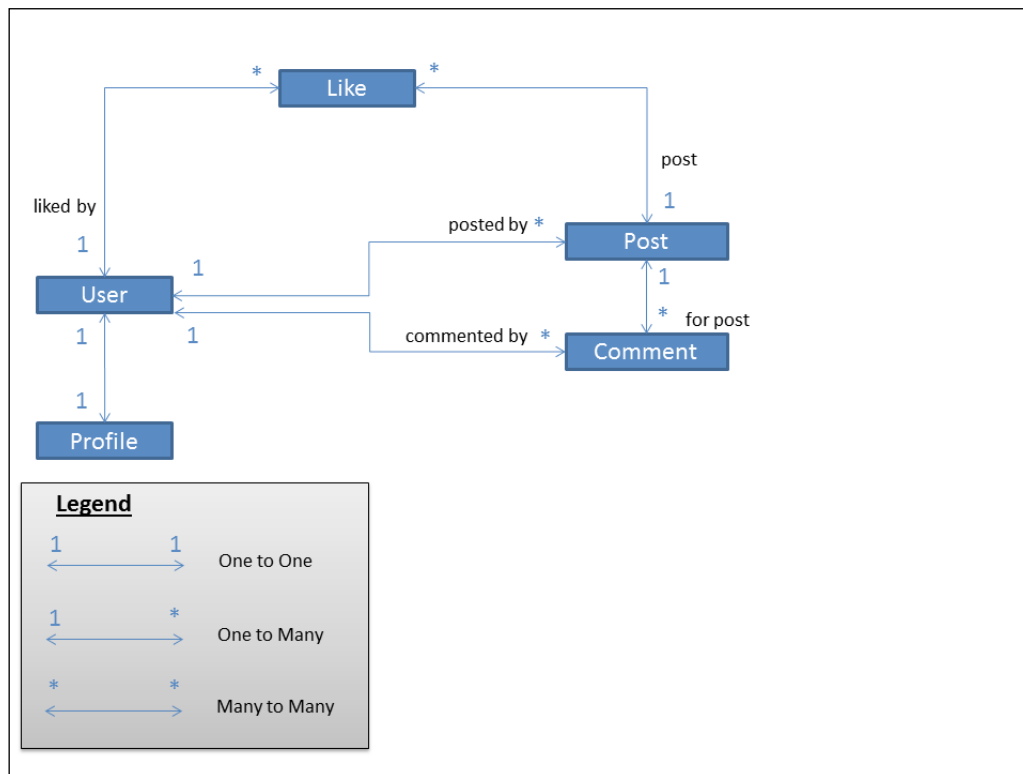 * *
Like
post
liked by
1
posted by *
1
Post
1
1
User
1
1
* for post
commented by *
Comment
1
Profile
Legend
1 1
One to One
1 *
One to Many
* *
Many to Many